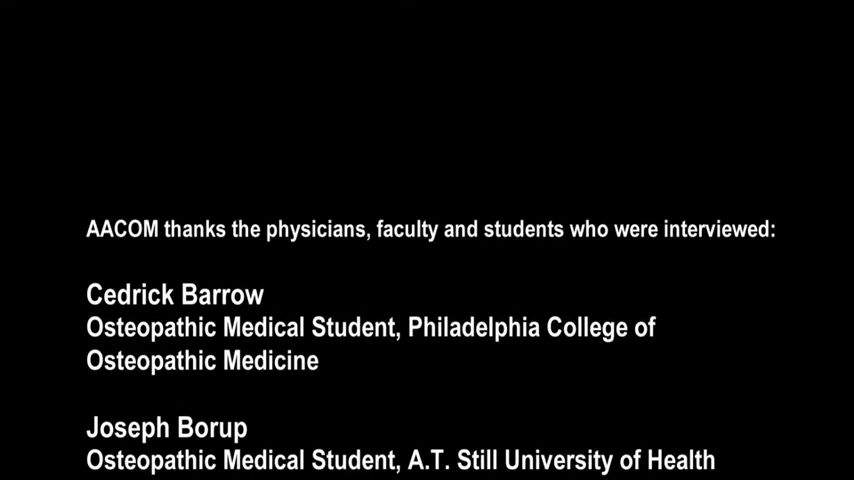 AACOM thanks the physicians, faculty and students who were interviewed:
Cedrick Barrow
Osteopathic Medical Student, Philadelphia College of
Osteopathic Medicine
Joseph Borup
Osteopathic Medical Student, A.T. Still University of Health